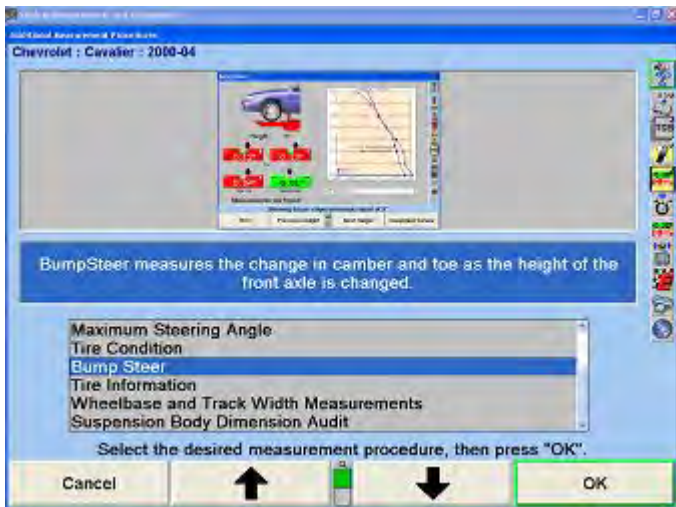 Additional Measurement Procedures
Chevrolet : Cavalier : 2000-04
BumpSteer measures the change in camber and toe as the height of the
front axle is changed.
Maximum Steering Angle
Tire Condition
Bump Steer
Tire Information
Wheelbase and Track Width Measurements
Suspension Body Dimension Audit
Select the desired measurement procedure, then press "OK".
Cancel
OK